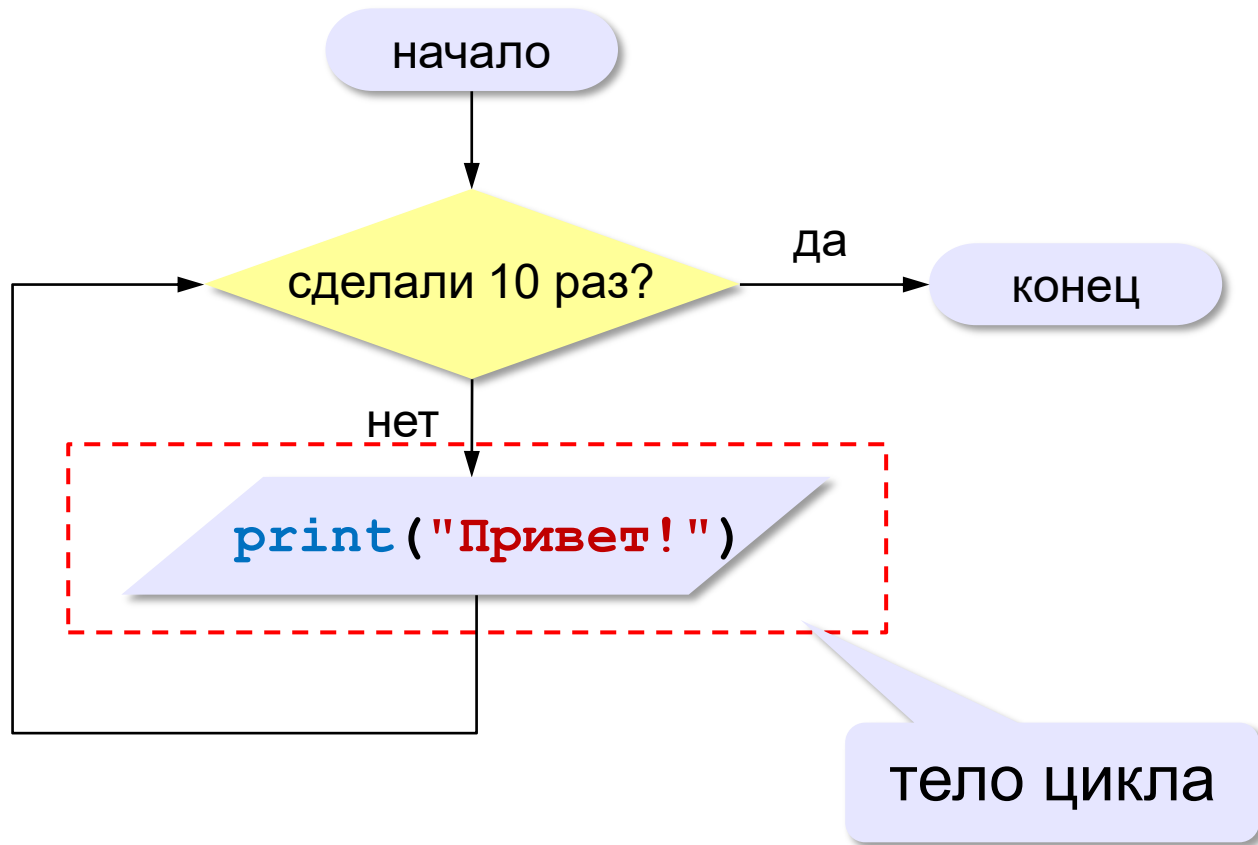 начало
сделали 10 раз?
да
конец
нет
print("Привет!")
тело цикла